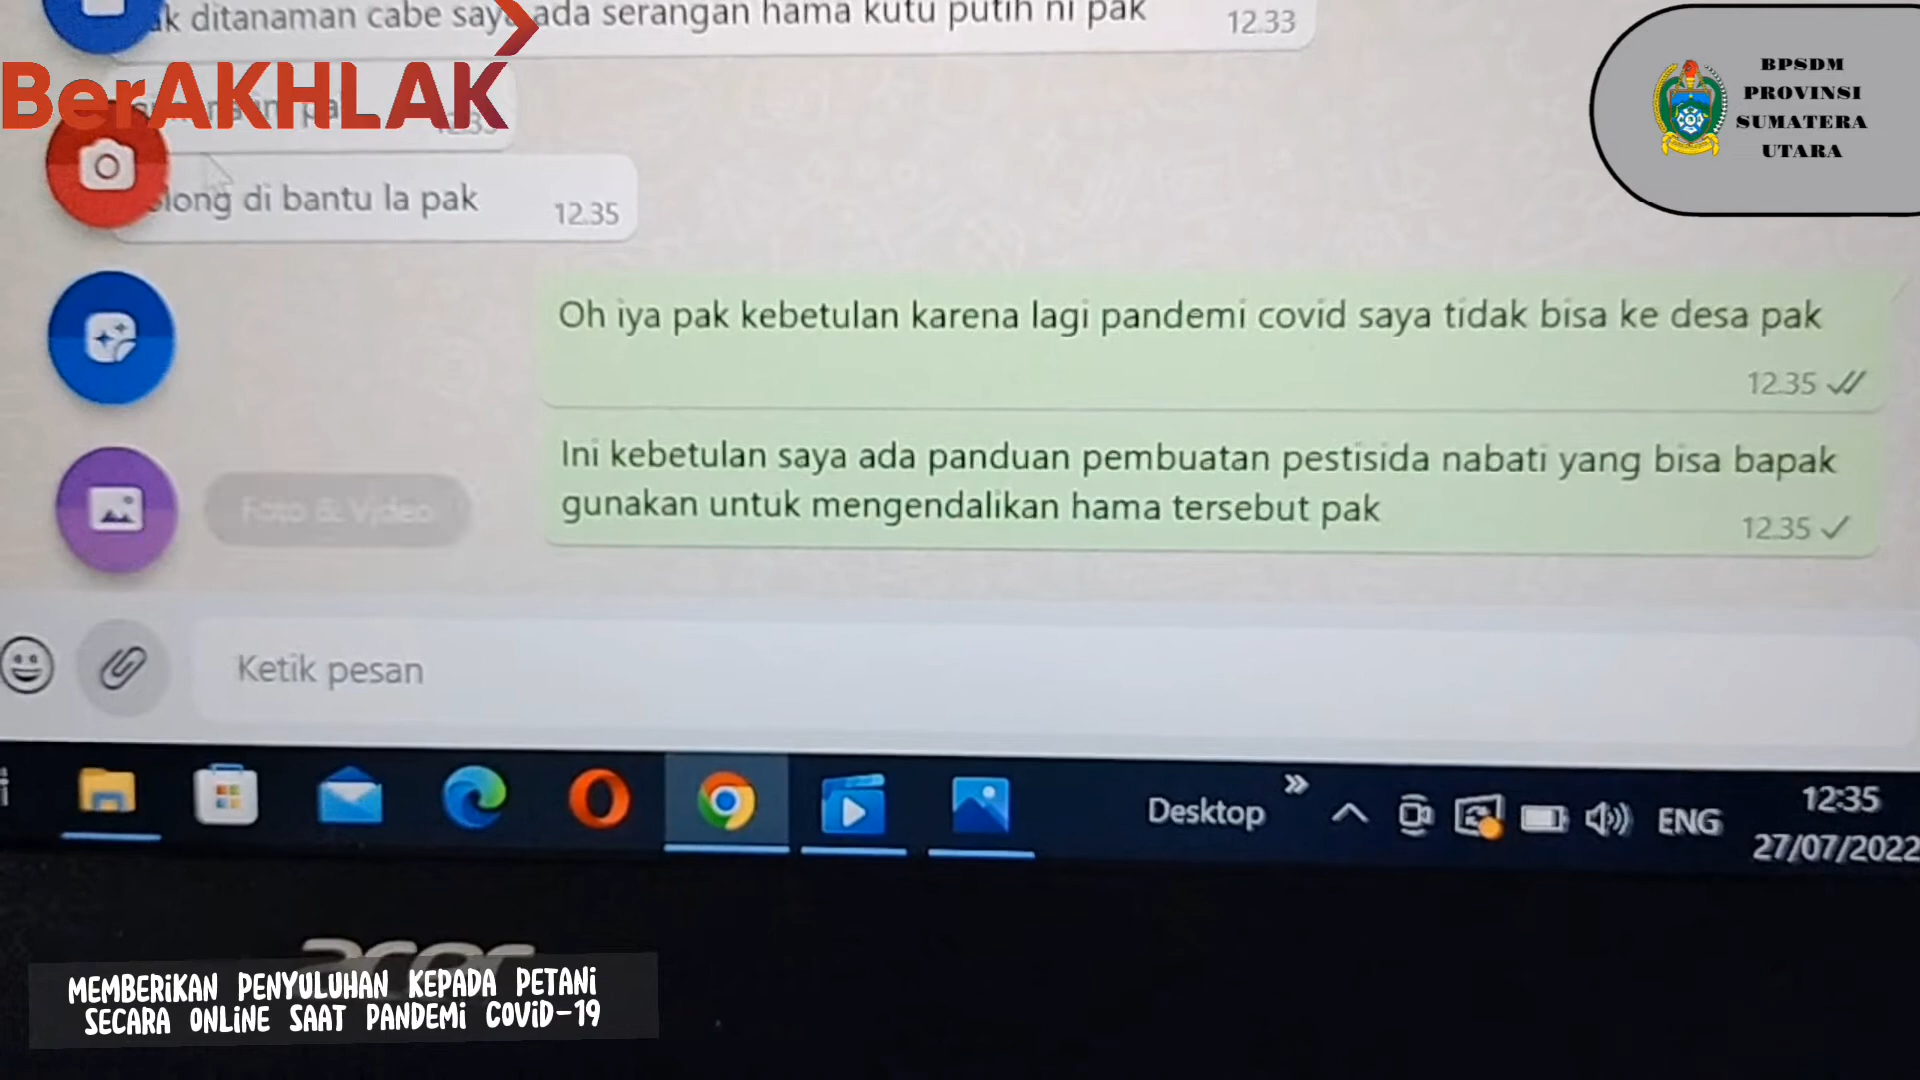 ditanaman cabe saya ada serangan hama kutu putih ni pak
12.33
BerAKHLAK
12.35
di bantu la pak
12.35
BPSDM
PROVINSI
SUMATERA
UTARA
Oh iya pak kebetulan karena lagi pandemi covid saya tidak bisa ke desa pak
12.35
Ini kebetulan saya ada panduan pembuatan pestisida nabati yang bisa bapak
gunakan untuk mengendalikan hama tersebut pak
12.35
Foto & Video
Ketik pesan
Desktop
ENG
12:35
27/07/2022
acer
MEMBERIKAN PENYULUHAN KEPADA PETANI
SECARA ONLINE SAAT PANDEMI COVID-19